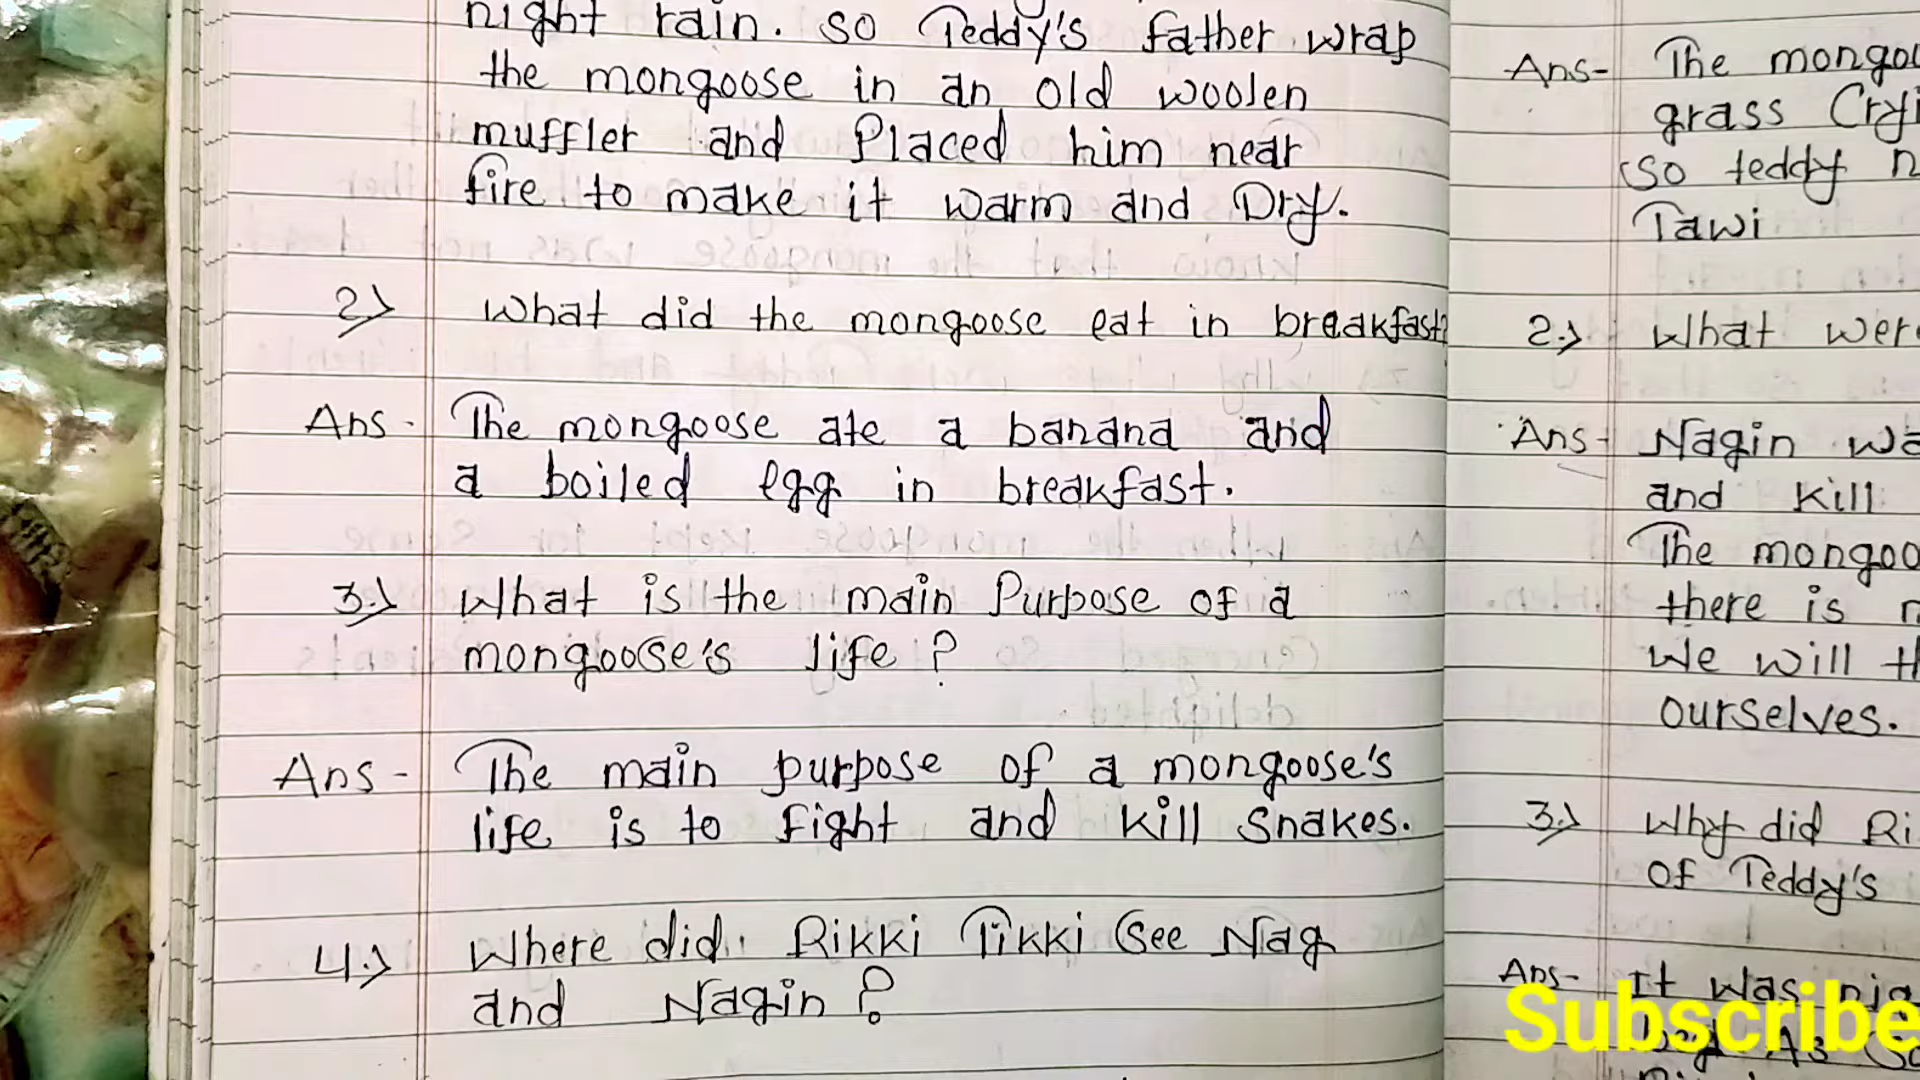 night rain. so Teddy's father wrap
the mongoose in an old woolen
muffler and Placed him near
fire to make it warm and Dry.
2) What did the mongoose eat in breakfast?
Ans. The mongoose ate a banana and
a boiled egg in breakfast.
3.) What is the main Purpose of a
mongoose's life?
Ans - The main purpose of a mongoose's
life is to fight and kill snakes.
4.) Where did Rikki Tikki see Nag
and Nagin?
Ans- The
grass
so teddy
Tawi
2.) What
Ans- Nagin
and kill
The
there is
We will
ourselves.
3.) Why did
of Teddy's
Ans- It was
Subscribe